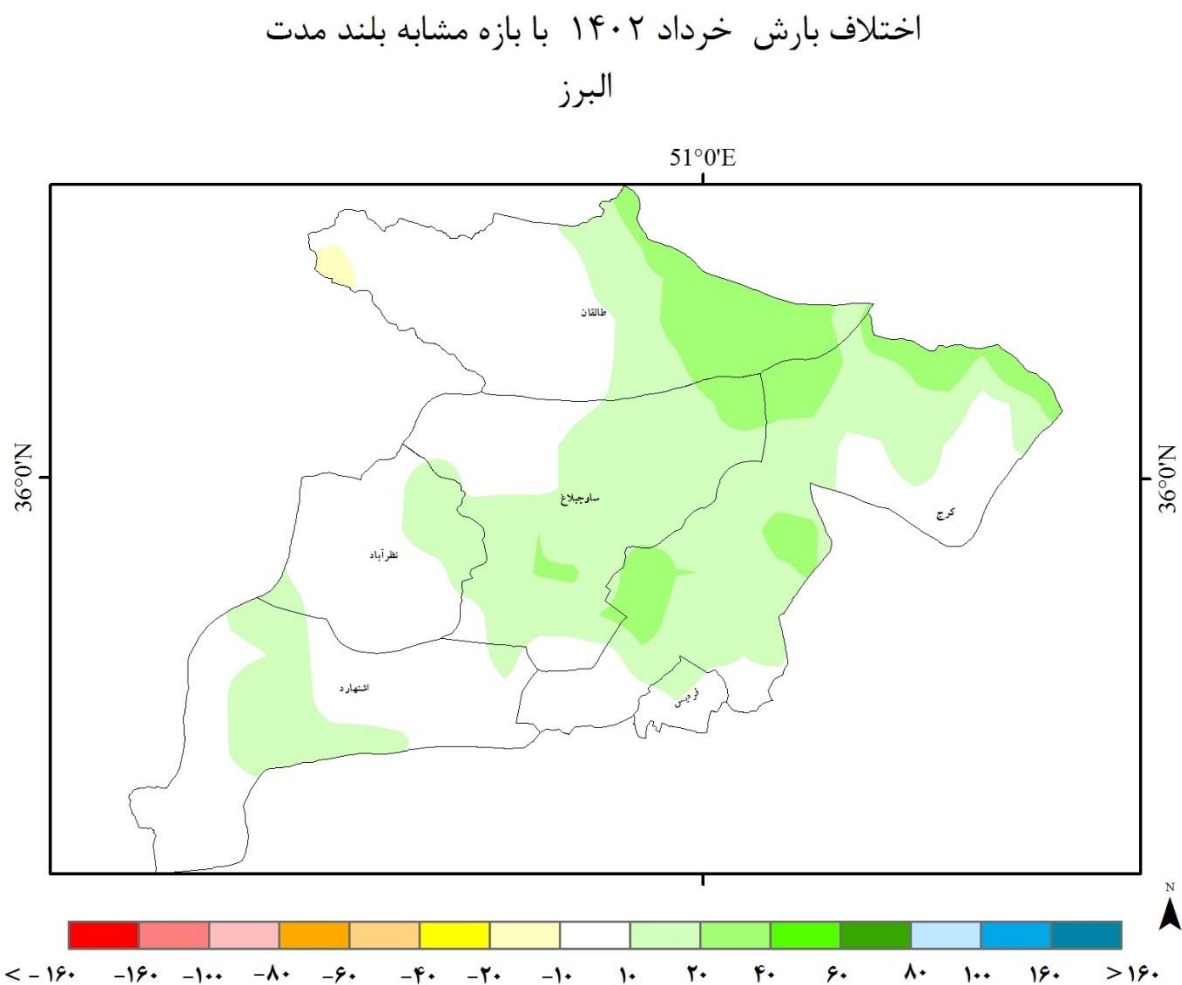 اختلاف بارش خرداد ۱۴۰۲ با بازه مشابه بلند مدت
البرز
51°0'E
36°0'N
36°0'N
طالقان
ساوجبلاغ
کرج
نظرآباد
اشتهارد
فردیس
N
< - ۱۶۰ -۱۶۰ -۱۰۰ -۸۰ -۶۰ -۴۰ -۲۰ -۱۰ ۱۰ ۲۰ ۴۰ ۶۰ ۸۰ ۱۰۰ ۱۶۰ > ۱۶۰